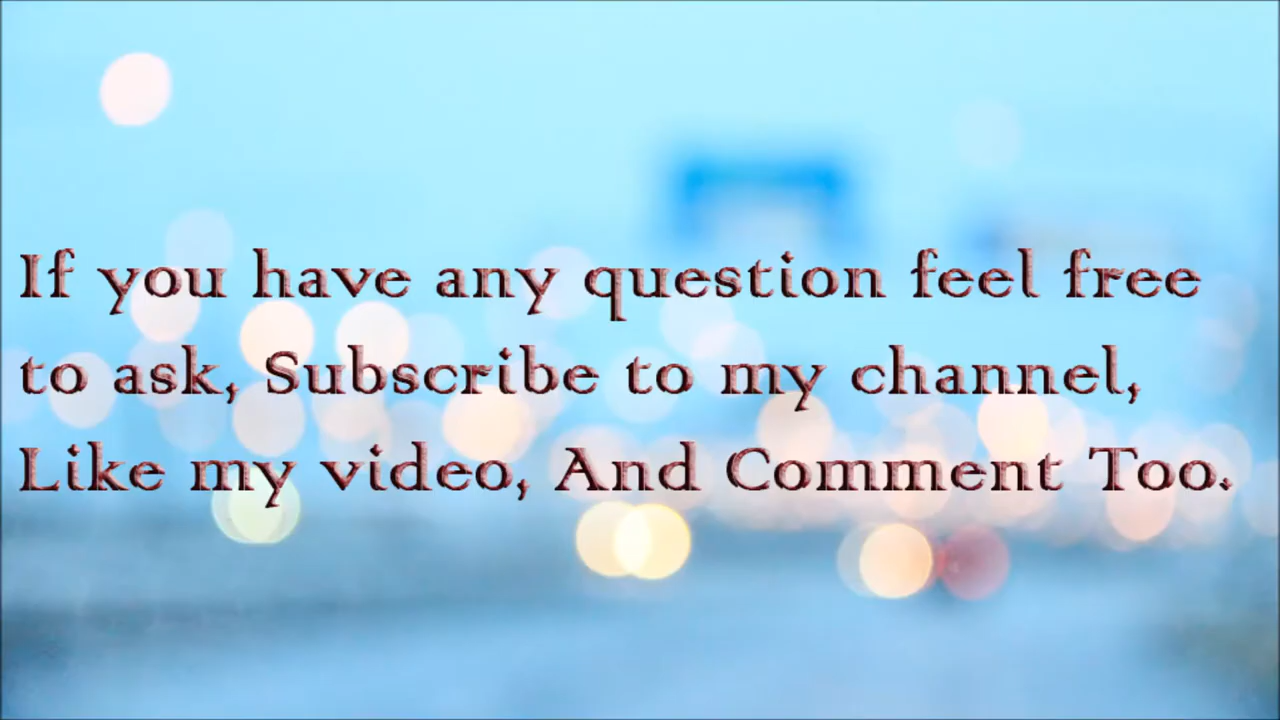 If you have any question feel free
to ask, Subscribe to my channel,
Like my video, And Comment Too.